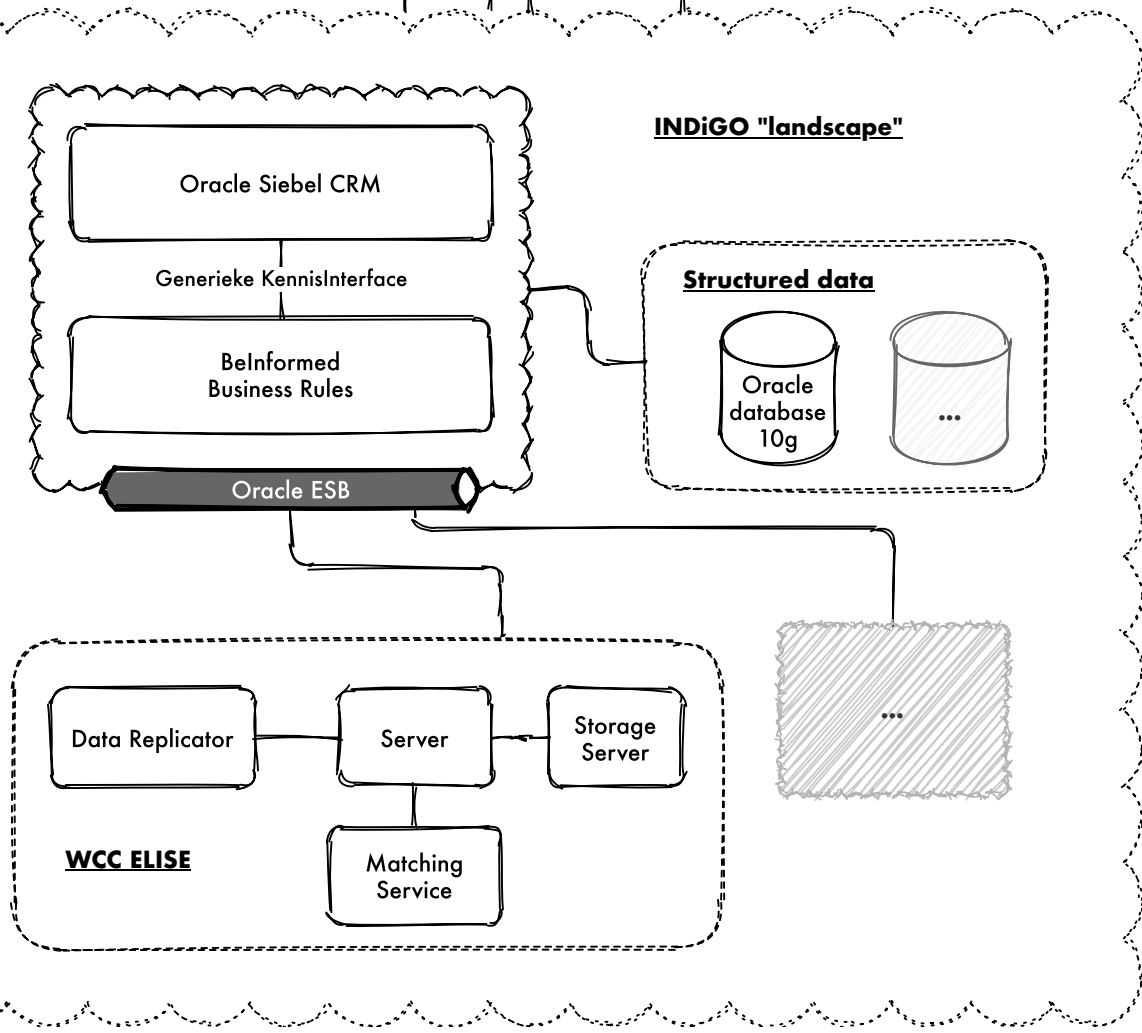 INDiGO "landscape"
Oracle Siebel CRM
Generieke KennisInterface
BeInformed
Business Rules
Oracle ESB
Structured data
Oracle
database
10g
...
Data Replicator
Server
Storage
Server
Matching
Service
WCC ELISE
...